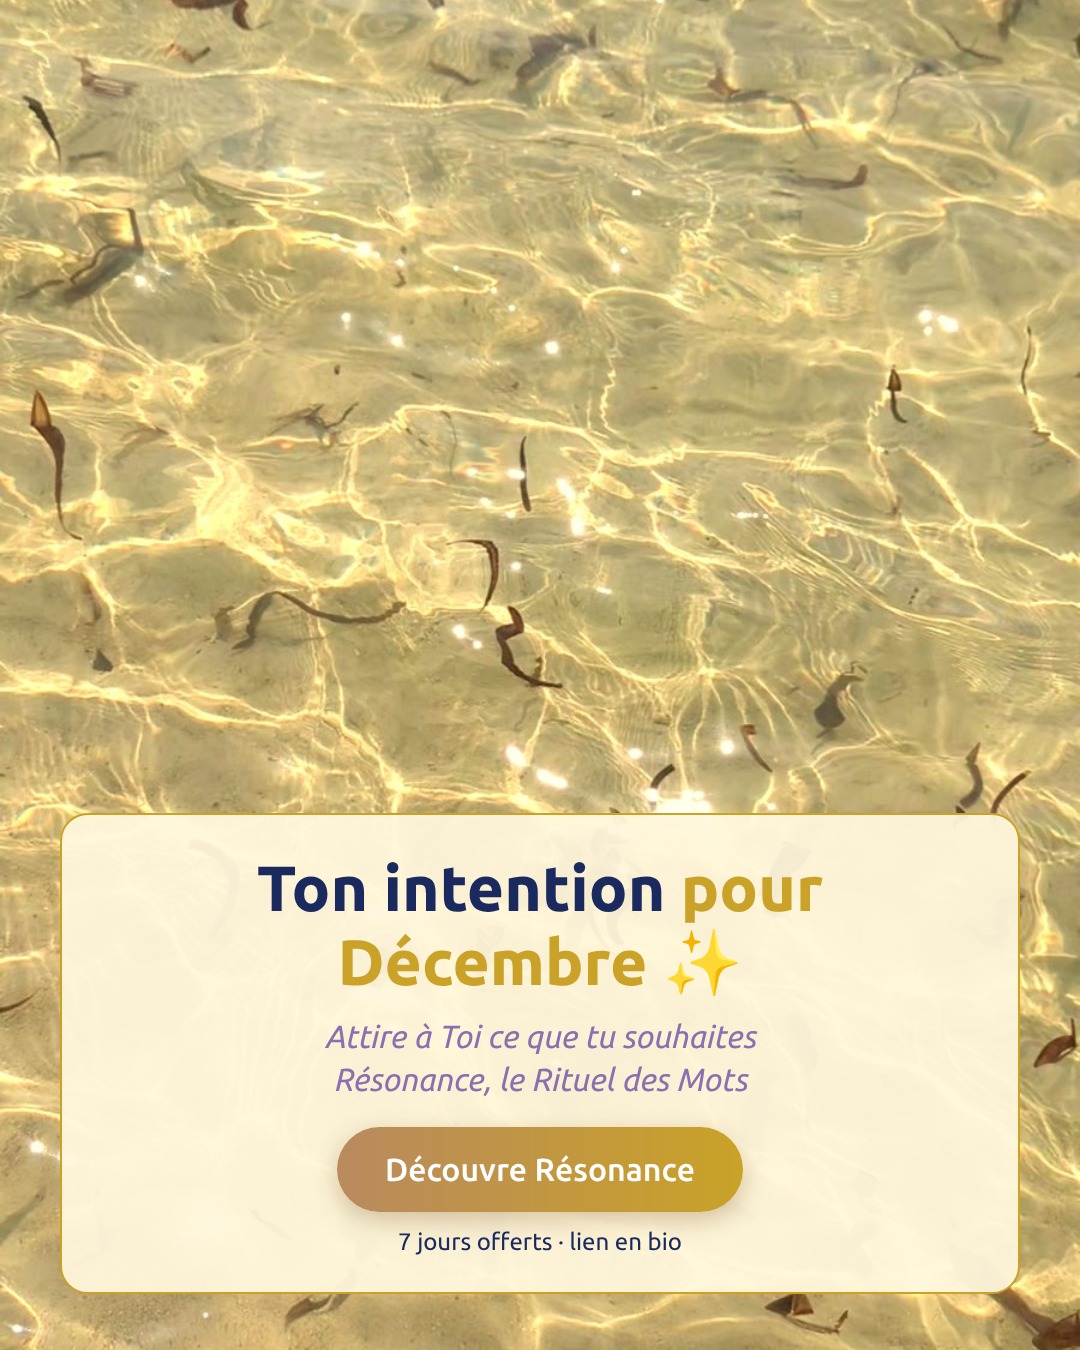 Ton intention pour
Décembre ✨
Attire à Toi ce que tu souhaites
Résonance, le Rituel des Mots
Découvre Résonance
7 jours offerts · lien en bio